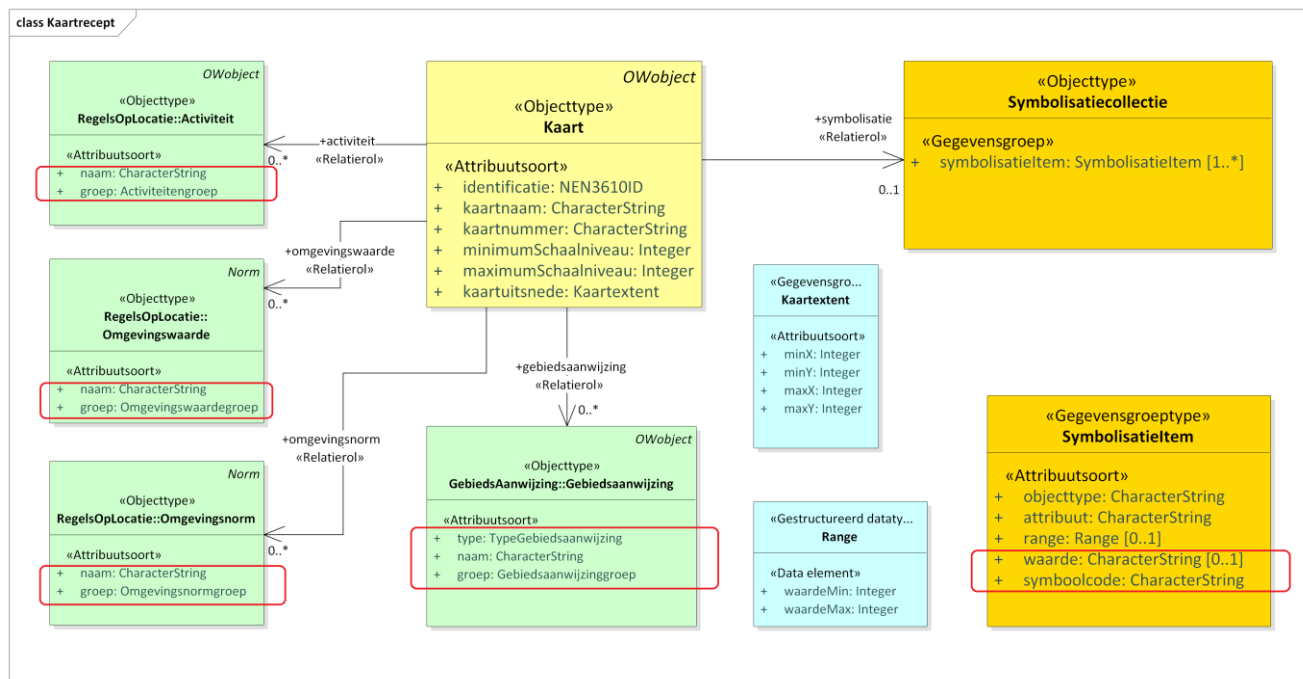 class Kaartrecept
OWobject
«Objecttype»
RegelsOpLocatie::Activiteit
«Attribuutsoort»
+ naam: CharacterString
+ groep: Activiteitengroep
+activiteit
«Relatierol»
0..*
OWobject
«Objecttype»
Kaart
«Attribuutsoort»
+ identificatie: NEN3610ID
+ kaartnaam: CharacterString
+ kaartnummer: CharacterString
+ minimumSchaalniveau: Integer
+ maximumSchaalniveau: Integer
+ kaartuitsnede: Kaartextent
+symbolisatie
«Relatierol»
0..1
«Objecttype»
Symbolisatiecollectie
«Gegevensgroep»
+ symbolisatieItem: SymbolisatieItem [1..*]
+omgevingswaarde
«Relatierol»
0..*
Norm
«Objecttype»
RegelsOpLocatie::
Omgevingswaarde
«Attribuutsoort»
+ naam: CharacterString
+ groep: Omgevingswaardegroep
«Gegevensgro...
Kaartextent
«Attribuutsoort»
+ minX: Integer
+ minY: Integer
+ maxX: Integer
+ maxY: Integer
+gebiedsaanwijzing
«Relatierol»
0..*
+omgevingsnorm
«Relatierol»
0..*
Norm
«Objecttype»
RegelsOpLocatie::Omgevingsnorm
«Attribuutsoort»
+ naam: CharacterString
+ groep: Omgevingsnormgroep
OWobject
«Objecttype»
GebiedsAanwijzing::Gebiedsaanwijzing
«Attribuutsoort»
+ type: TypeGebiedsaanwijzing
+ naam: CharacterString
+ groep: Gebiedsaanwijzinggroep
«Gestructureerd dataty...
Range
«Data element»
+ waardeMin: Integer
+ waardeMax: Integer
«Gegevensgroeptype»
SymbolisatieItem
«Attribuutsoort»
+ objecttype: CharacterString
+ attribuut: CharacterString
+ range: Range [0..1]
+ waarde: CharacterString [0..1]
+ symboolcode: CharacterString